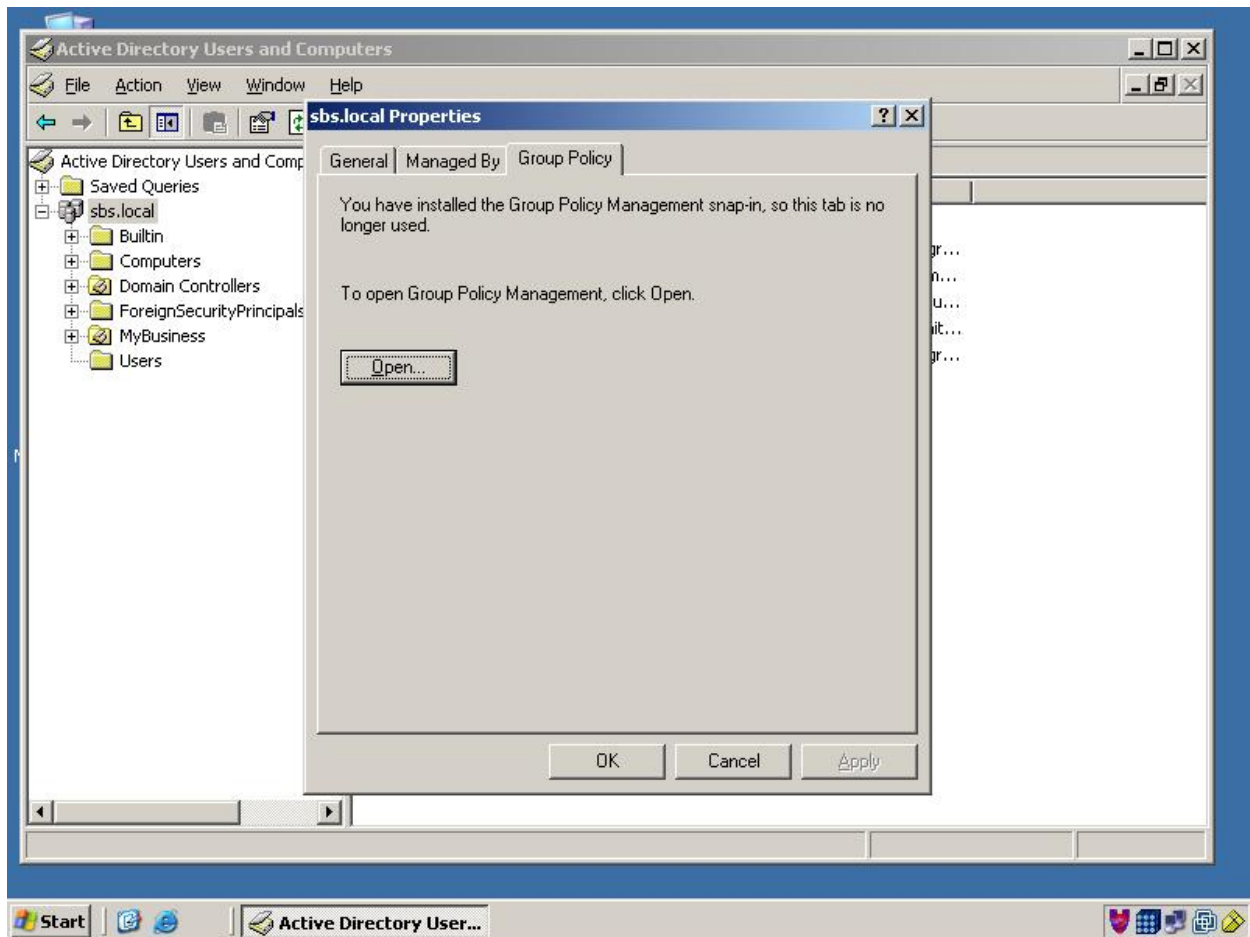 Active Directory Users and Computers
File Action View Window Help
sbs.local Properties
Active Directory Users and Comp
General Managed By Group Policy
Saved Queries
sbs.local
Builtin
Computers
Domain Controllers
ForeignSecurityPrincipals
MyBusiness
Users
You have installed the Group Policy Management snap-in, so this tab is no
longer used.
To open Group Policy Management, click Open.
Open...
gr...
u...
it...
gr...
OK Cancel Apply
Start Active Directory User...